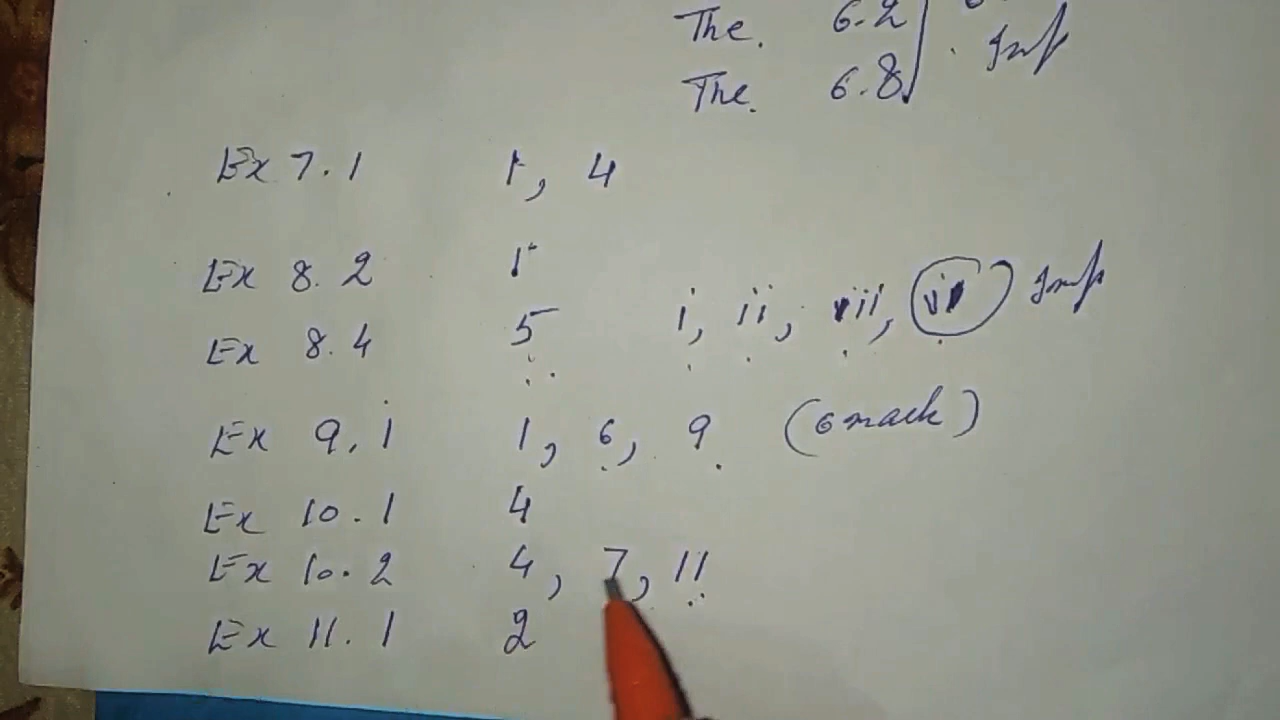 The. 6.2
The. 6.8 Imp
Ex 7.1 1, 4
Ex 8.2 1
Ex 8.4 5 i, ii, viii, Imp
Ex 9.1 1, 6, 9 (6 mark)
Ex 10.1 4
Ex 10.2 4, 7, 11
Ex 11.1 2